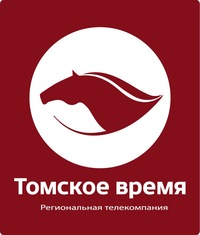 Томское время
Региональная телекомпания